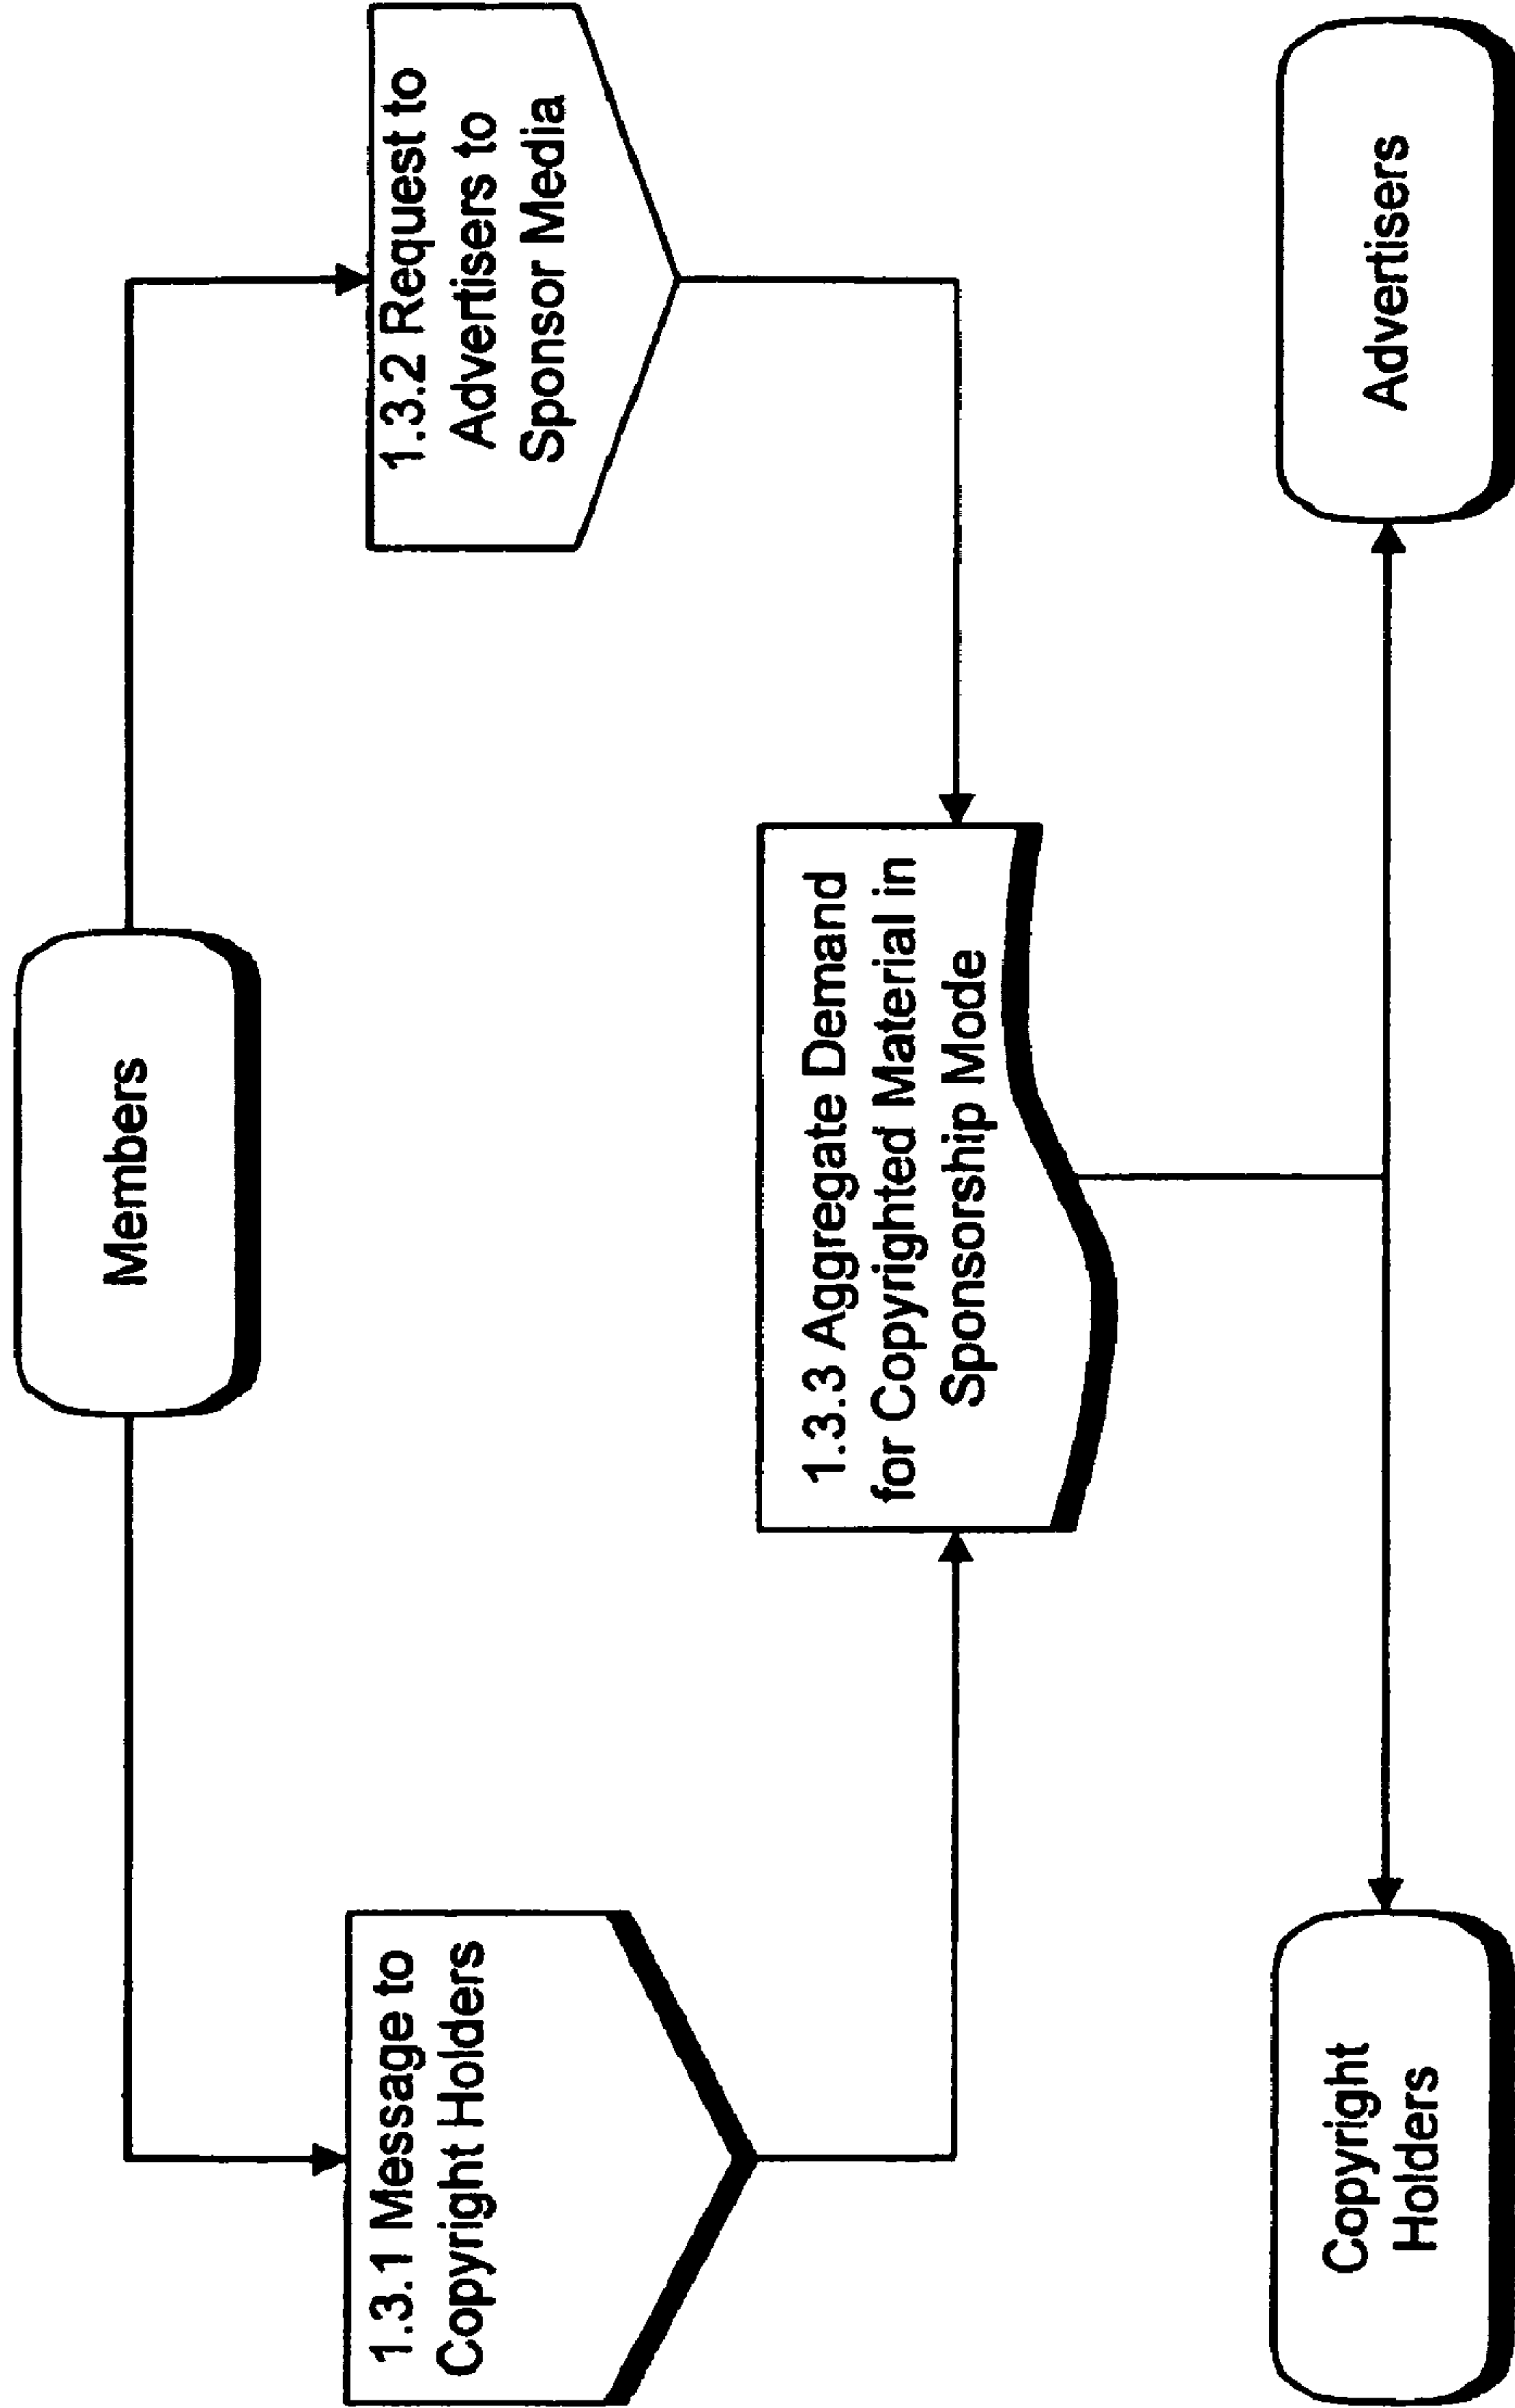 Members
1.3.1 Message to
Copyright Holders
1.3.2 Request to
Advertisers to
Sponsor Media
1.3.3 Aggregate Demand
for Copyrighted Material in
Sponsorship Mode
Copyright
Holders
Advertisers